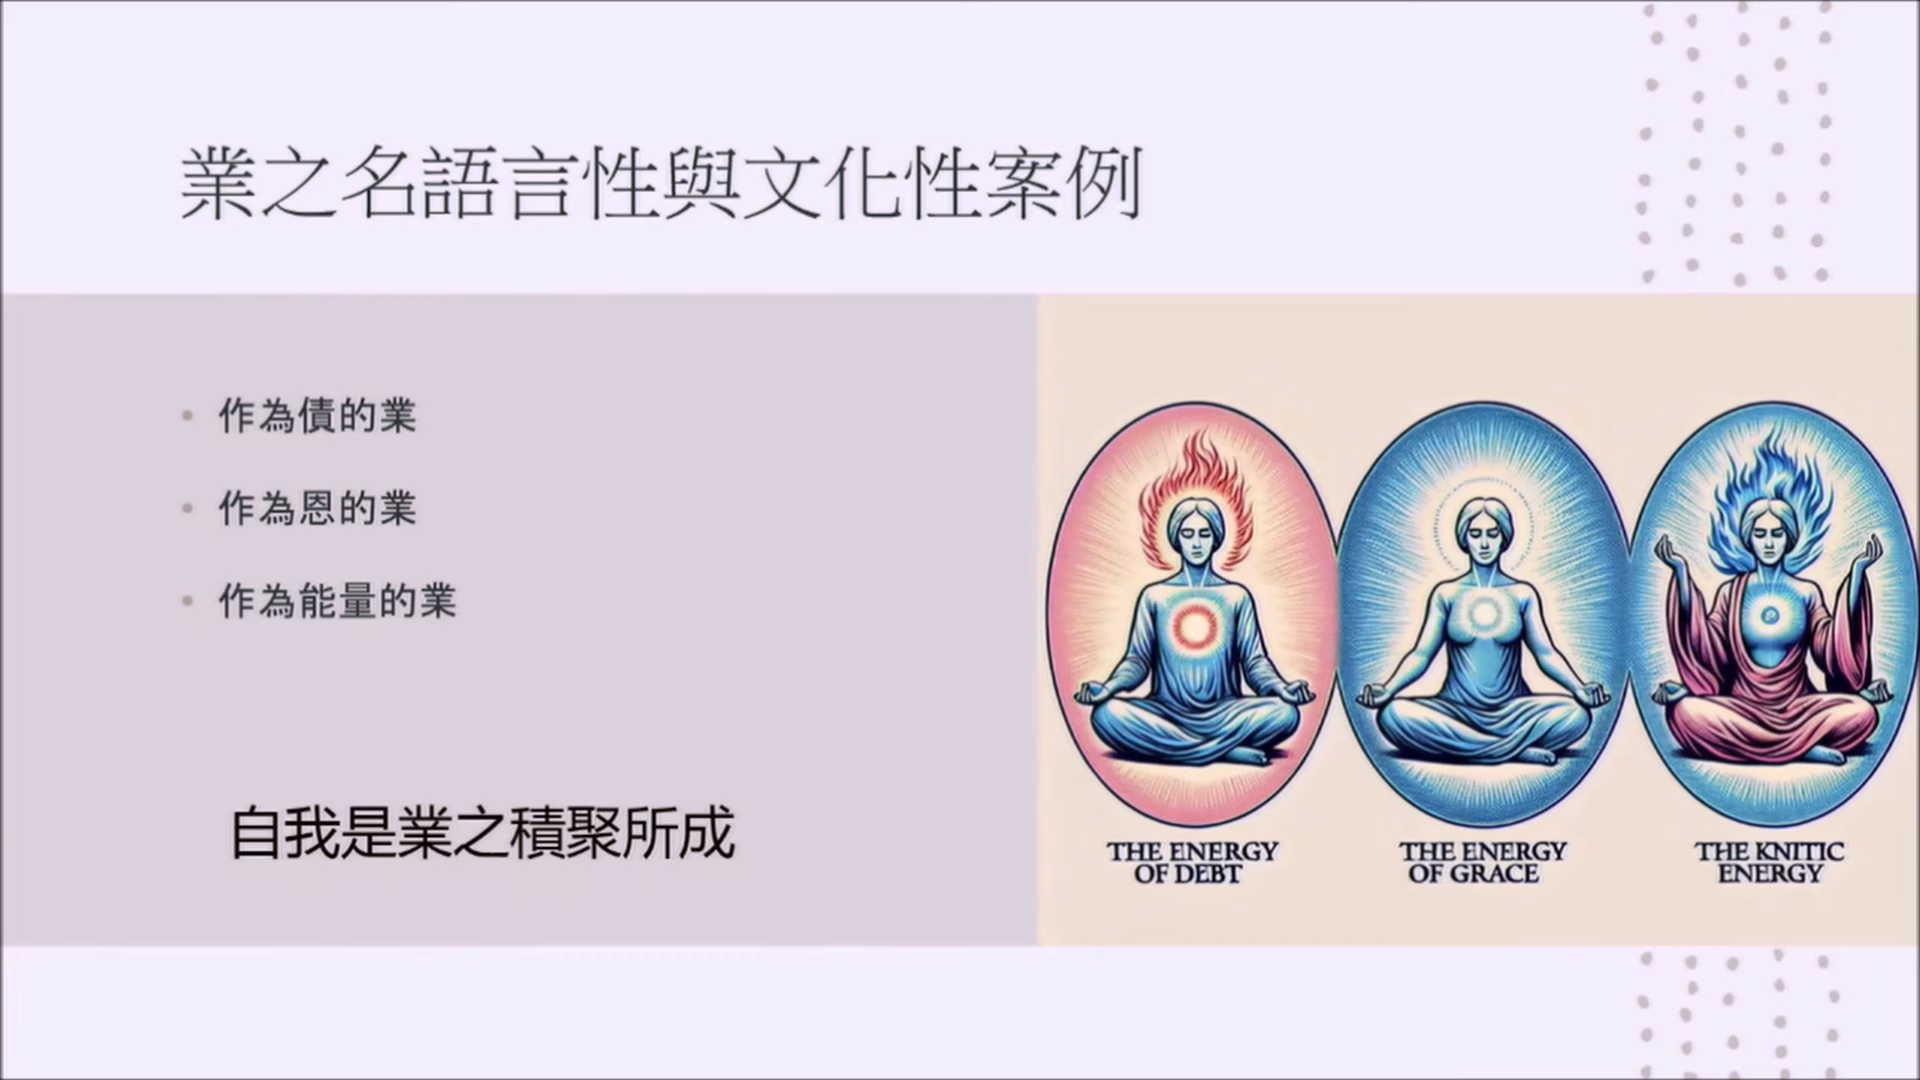 業之名語言性與文化性案例
作為債的業
作為恩的業
作為能量的業
自我是業之積聚所成
THE ENERGY
OF DEBT
THE ENERGY
OF GRACE
THE KNITIC
ENERGY